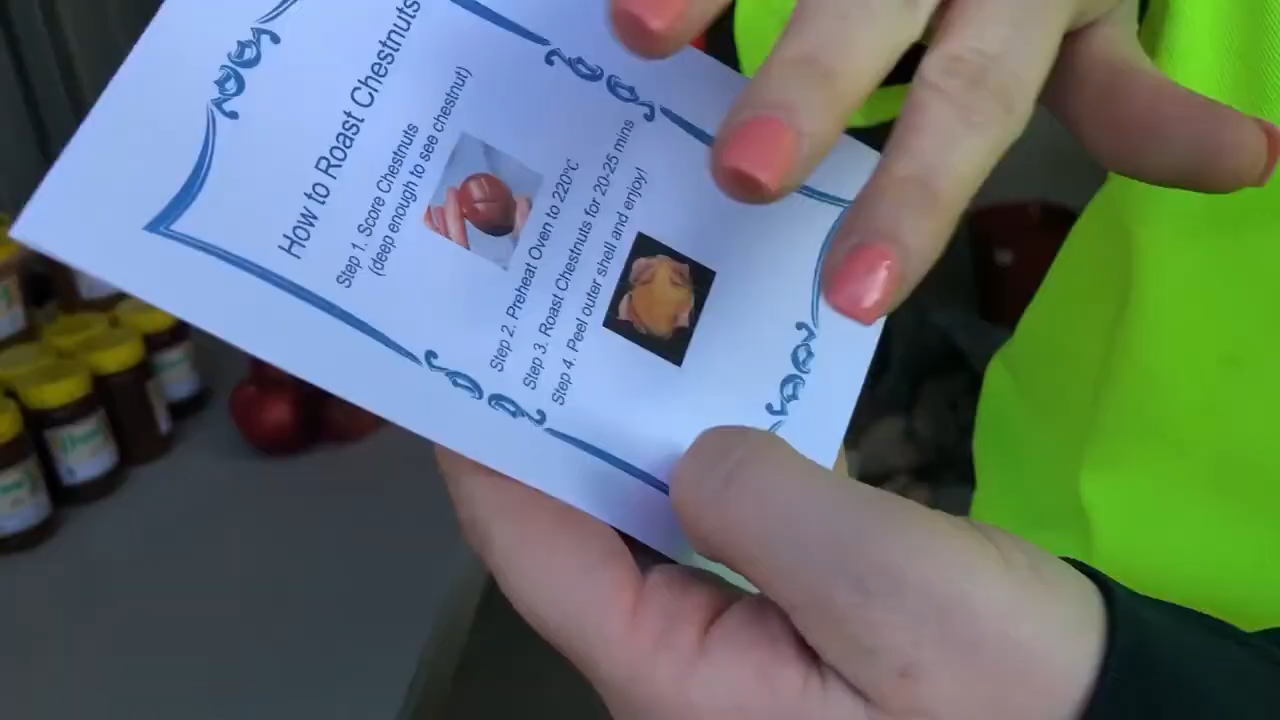 How to Roast Chestnuts
Step 1. Score Chestnuts
(deep enough to see chestnut)
Step 2. Preheat Oven to 220ºC
Step 3. Roast Chestnuts for 20-25 mins
Step 4. Peel outer shell and enjoy!